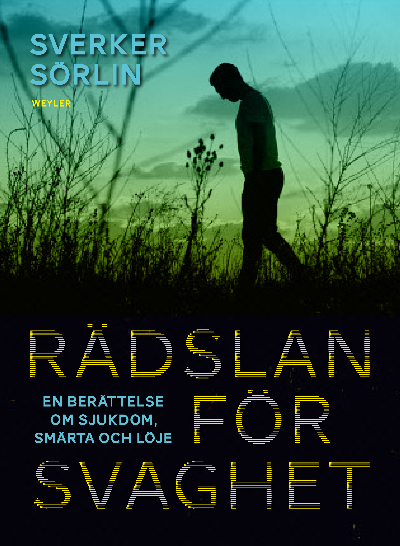 SVERKER
SÖRLIN
WEYLER
RÄDSLAN
EN BERÄTTELSE
OM SJUKDOM,
SMÄRTA OCH LÖJE
FÖR
SVAGHET